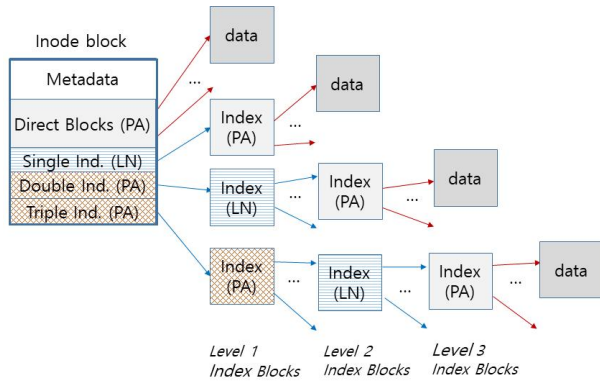 Inode block
Metadata
Direct Blocks (PA)
Single Ind. (LN)
Double Ind. (PA)
Triple Ind. (PA)
data
...
Index
(PA)
...
data
Index
(LN)
...
Index
(PA)
...
data
Index
(PA)
...
Index
(LN)
...
Index
(PA)
...
data
Level 1
Index Blocks
Level 2
Index Blocks
Level 3
Index Blocks